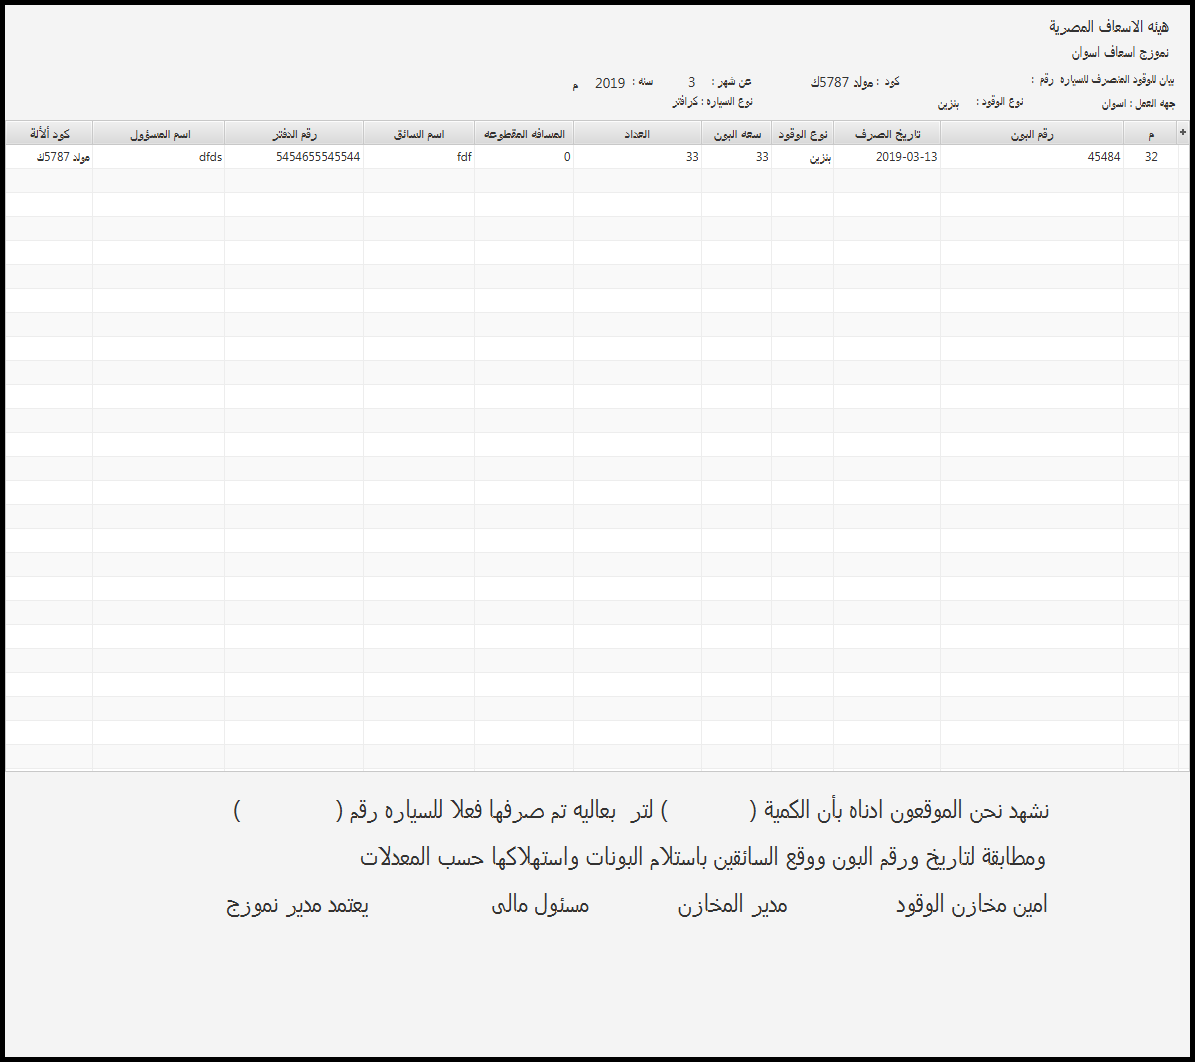 هيئه الاسعاف المصرية
نموزج اسعاف اسوان
بيان للوقود المنصرف للسياره رقم : كود : مولد 5787ك عن شهر : 3 سنه : 2019 م
جهه العمل : اسوان نوع الوقود : بنزين نوع السياره : كرافتر
+ م رقم البون تاريخ الصرف نوع الوقود سعه البون العداد المسافه المقطوعه اسم السائق رقم الدفتر اسم المسؤول كود ألألة
32 45484 2019-03-13 بنزين 33 33 0 fdf 5454655545544 dfds مولد 5787ك
نشهد نحن الموقعون ادناه بأن الكمية ( ) لتر بعاليه تم صرفها فعلا للسياره رقم ( )
ومطابقة لتاريخ ورقم البون ووقع السائقين باستلام البونات واستهلاكها حسب المعدلات
امين مخازن الوقود مدير المخازن مسئول مالى يعتمد مدير نموزج